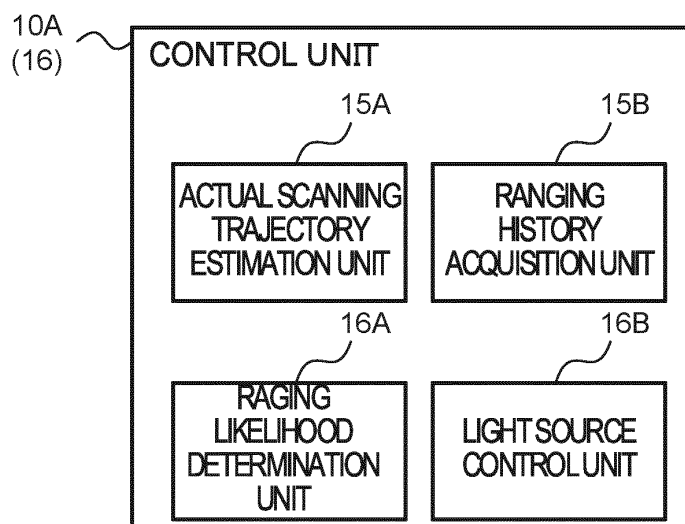 10A
(16)
CONTROL UNIT
15A
15B
ACTUAL SCANNING
TRAJECTORY
ESTIMATION UNIT
RANGING
HISTORY
ACQUISITION UNIT
16A
16B
RAGING
LIKELIHOOD
DETERMINATION
UNIT
LIGHT SOURCE
CONTROL UNIT